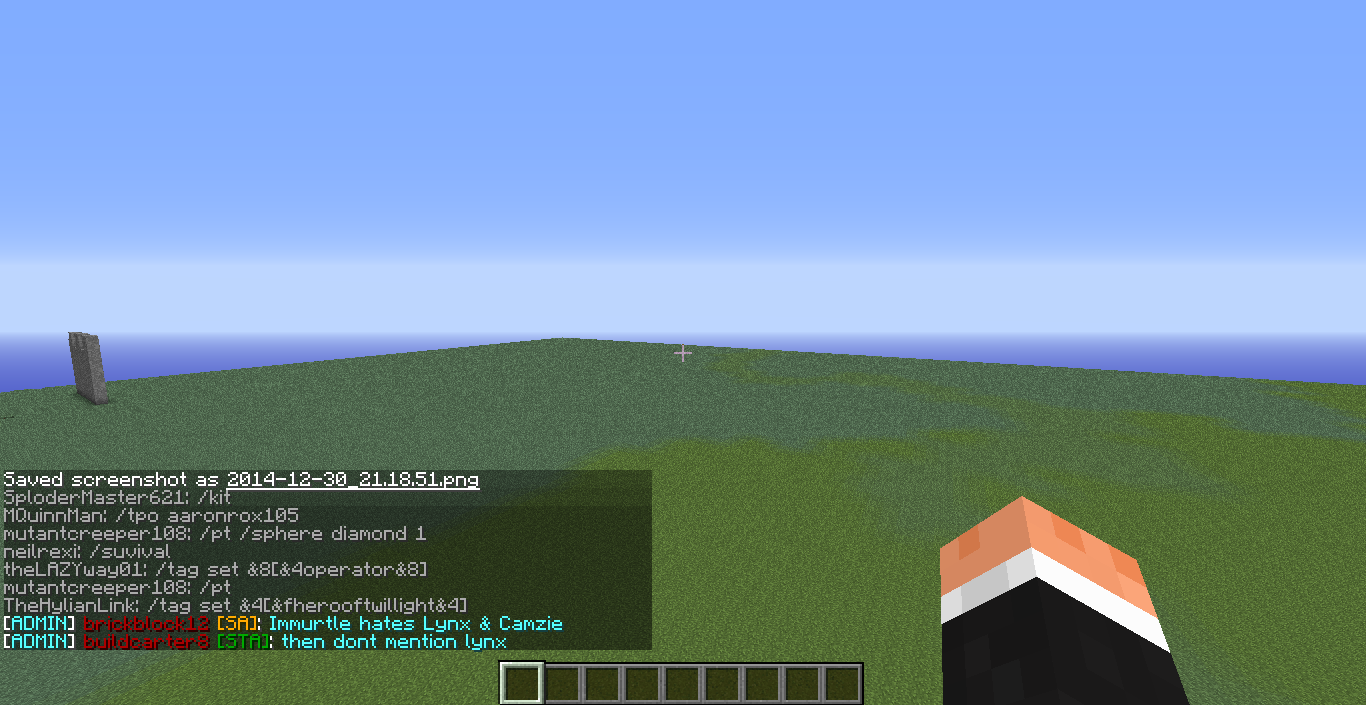 Saved screenshot as 2014-12-30_21.18.51.png
SploderMaster621: /kit
MQuinnMan: /tpo aaronrox105
mutantcreeper108: /pt /sphere diamond 1
neilrexi: /suvival
theLAZYway01: /tag set &8[&4operator&8]
mutantcreeper108: /pt
TheHylianLink: /tag set &4[&fherooftwillight&4]
[ADMIN] brickblock12 [SA]: Immurtle hates Lynx & Camzie
[ADMIN] buildcarter8 [STA]: then dont mention lynx